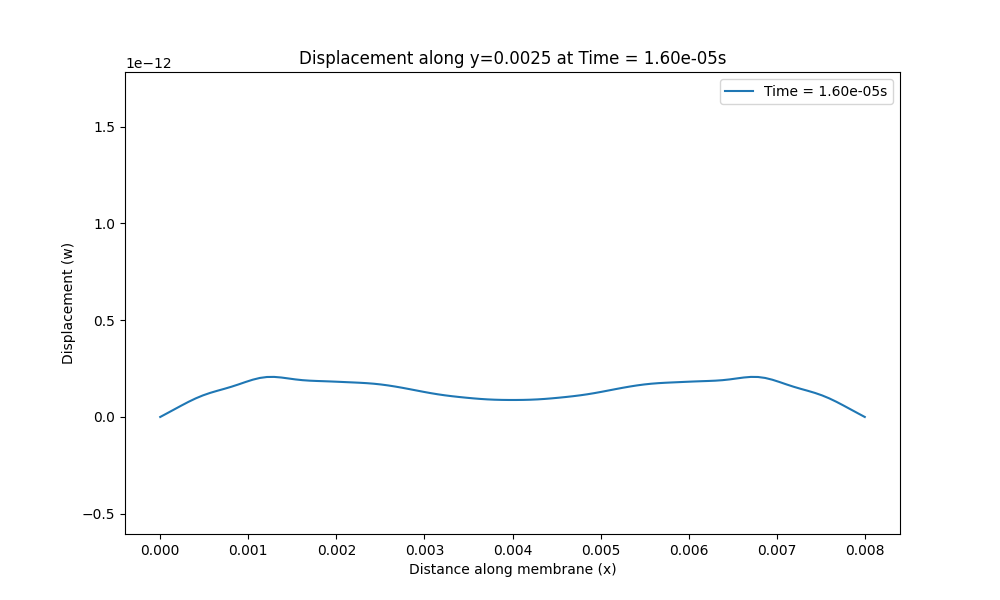 Displacement along y=0.0025 at Time = 1.60e-05s
1e−12
Time = 1.60e-05s
1.5
1.0
0.5
0.0
−0.5
Displacement (w)
0.000 0.001 0.002 0.003 0.004 0.005 0.006 0.007 0.008
Distance along membrane (x)